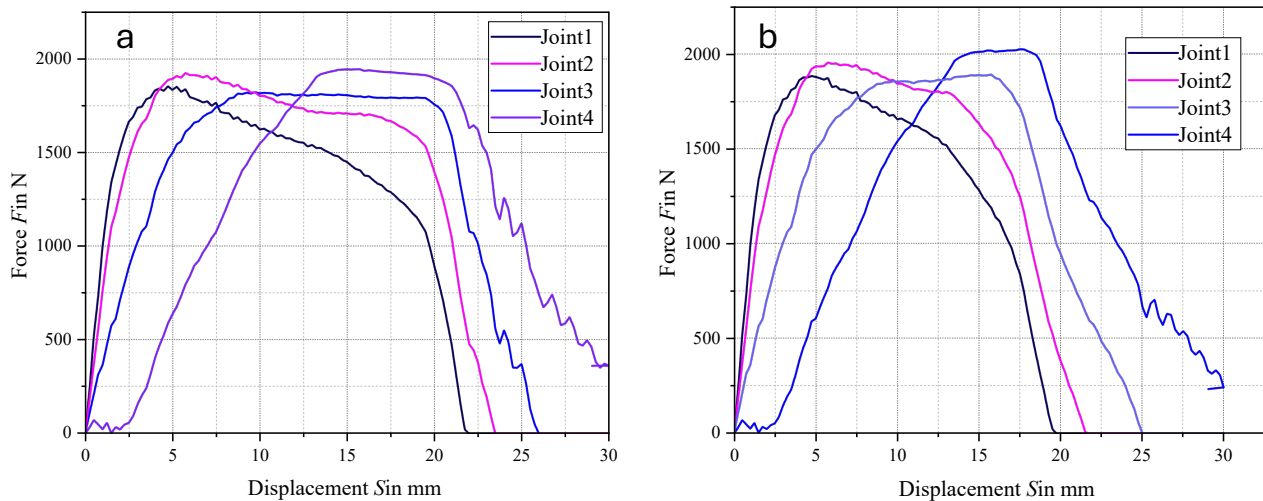 a
Joint1
Joint2
Joint3
Joint4
Force F in N
2000
1500
1000
500
0
0 5 10 15 20 25 30
Displacement S in mm
b
Joint1
Joint2
Joint3
Joint4
Force F in N
2000
1500
1000
500
0
0 5 10 15 20 25 30
Displacement S in mm